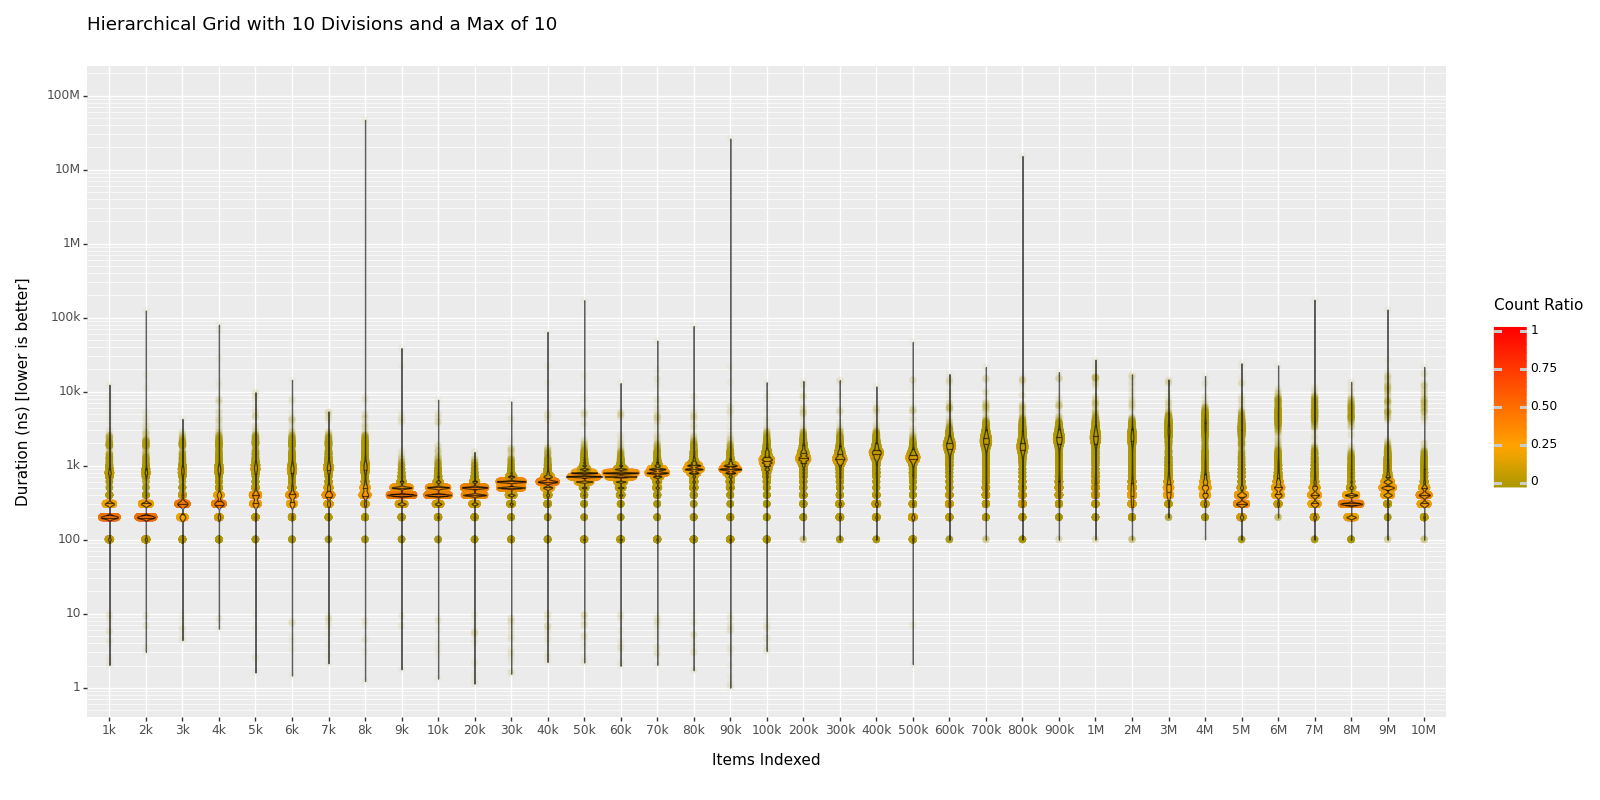 Hierarchical Grid with 10 Divisions and a Max of 10
100M
10M
1M
100k
10k
1k
100
10
1
Duration (ns) [lower is better]
1k 2k 3k 4k 5k 6k 7k 8k 9k 10k 20k 30k 40k 50k 60k 70k 80k 90k 100k 200k 300k 400k 500k 600k 700k 800k 900k 1M 2M 3M 4M 5M 6M 7M 8M 9M 10M
Items Indexed
Count Ratio
1
0.75
0.50
0.25
0